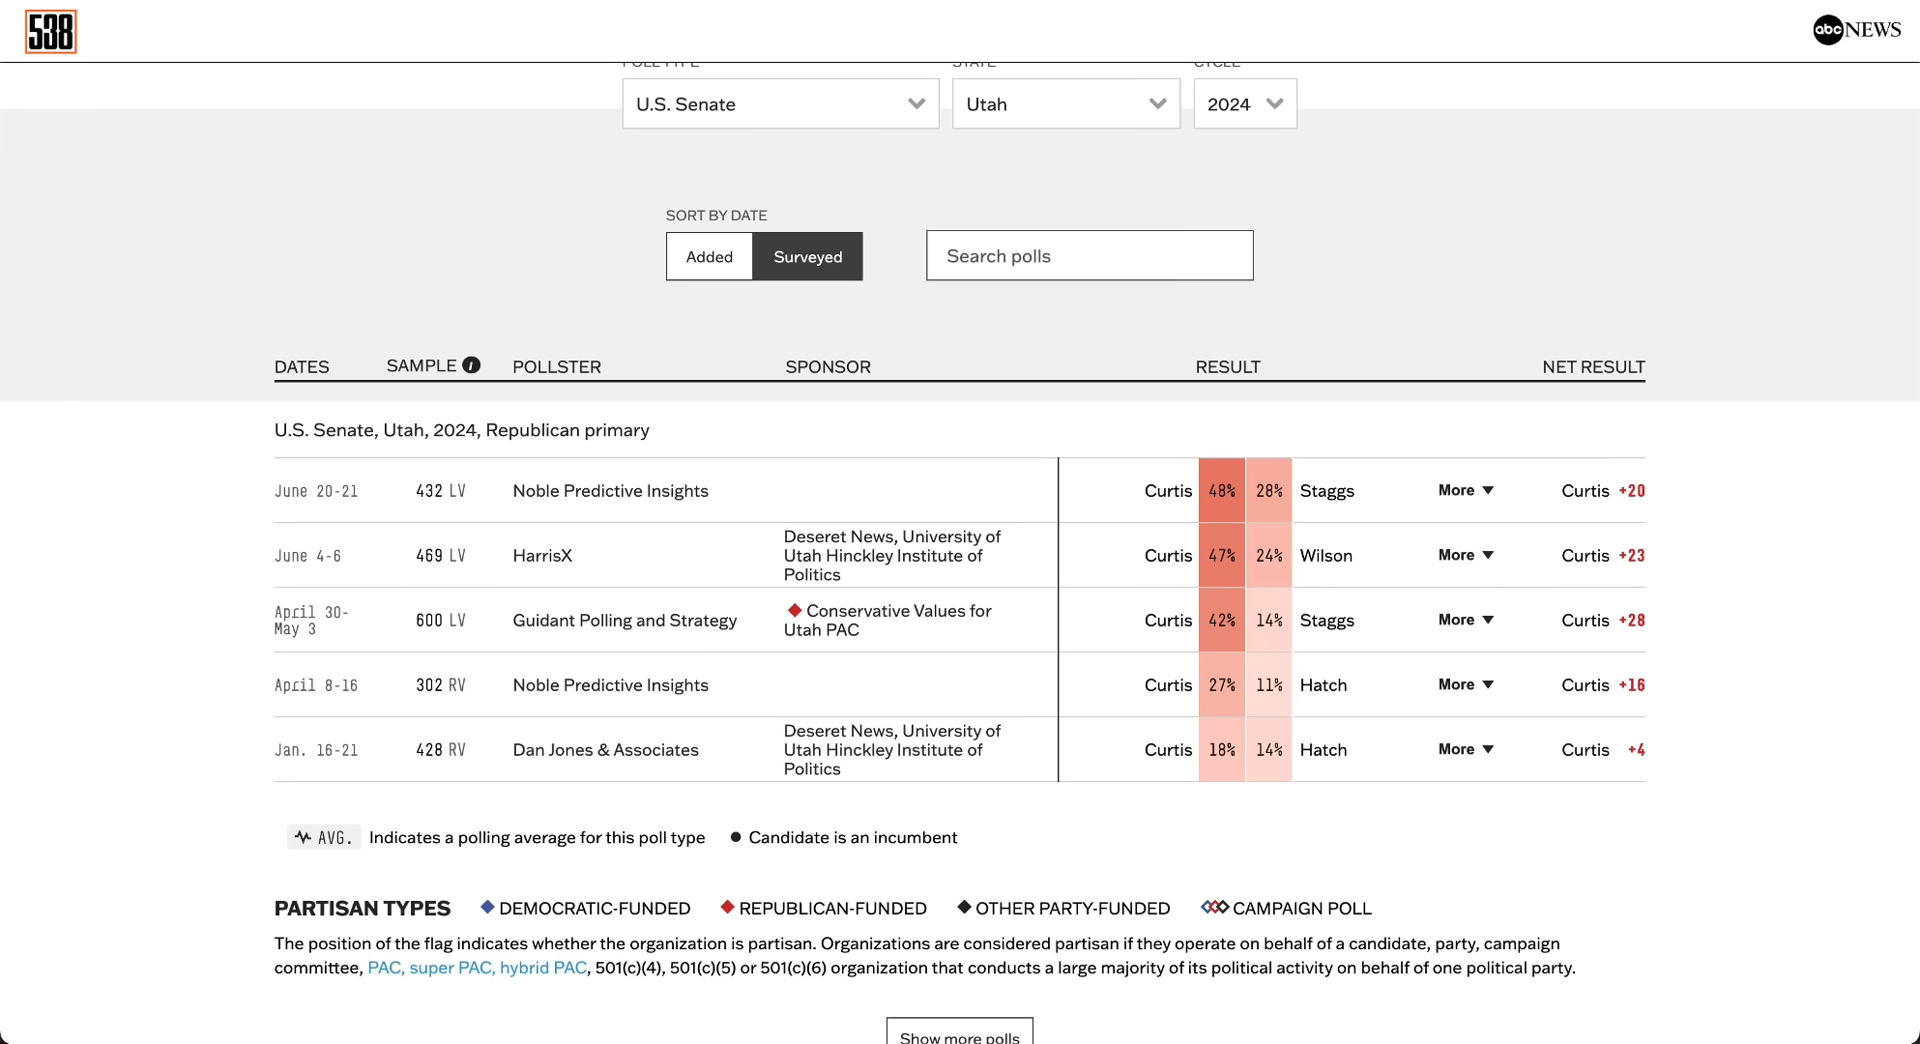 538
abc NEWS
POLL TYPE STATE CYCLE
U.S. Senate Utah 2024
SORT BY DATE
Added Surveyed Search polls
DATES SAMPLE i POLLSTER SPONSOR RESULT NET RESULT
U.S. Senate, Utah, 2024, Republican primary
June 20-21 432 LV Noble Predictive Insights Curtis 48% 28% Staggs More ▼ Curtis +20
June 4-6 469 LV HarrisX Deseret News, University of
Utah Hinckley Institute of
Politics Curtis 47% 24% Wilson More ▼ Curtis +23
April 30-
May 3 600 LV Guidant Polling and Strategy Conservative Values for
Utah PAC Curtis 42% 14% Staggs More ▼ Curtis +28
April 8-16 302 RV Noble Predictive Insights Curtis 27% 11% Hatch More ▼ Curtis +16
Jan. 16-21 428 RV Dan Jones & Associates Deseret News, University of
Utah Hinckley Institute of
Politics Curtis 18% 14% Hatch More ▼ Curtis +4
AVG. Indicates a polling average for this poll type ● Candidate is an incumbent
PARTISAN TYPES ◆ DEMOCRATIC-FUNDED ◆ REPUBLICAN-FUNDED ◆ OTHER PARTY-FUNDED CAMPAIGN POLL
The position of the flag indicates whether the organization is partisan. Organizations are considered partisan if they operate on behalf of a candidate, party, campaign
committee, PAC, super PAC, hybrid PAC, 501(c)(4), 501(c)(5) or 501(c)(6) organization that conducts a large majority of its political activity on behalf of one political party.
Show more polls